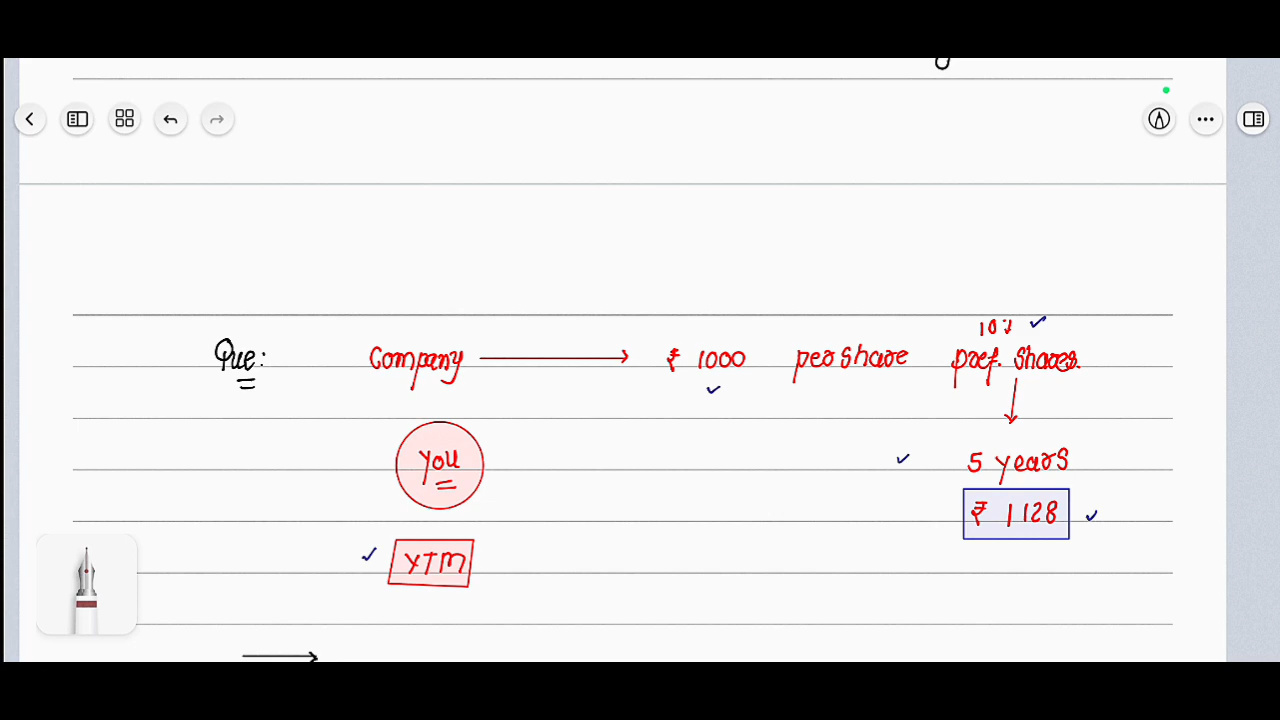 10%
Que: Company ₹ 1000 per share pref. shares.
you 5 years
₹ 1128
YTM